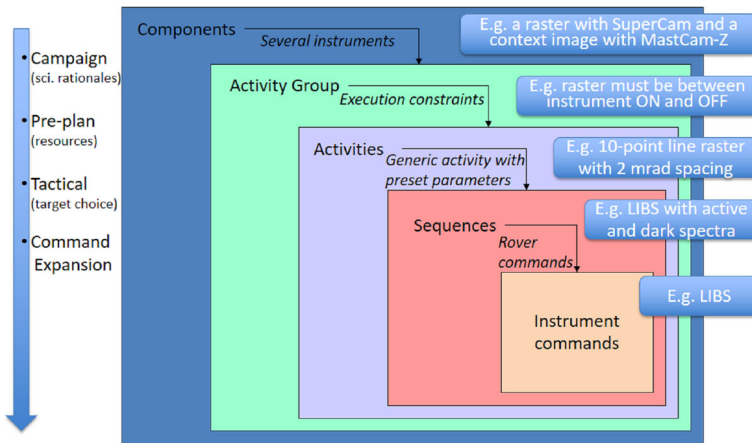 Components
Several instruments
E.g. a raster with SuperCam and a
context image with MastCam-Z
• Campaign
(sci. rationales)
Activity Group
Execution constraints
E.g. raster must be between
instrument ON and OFF
• Pre-plan
(resources)
Activities
Generic activity with
preset parameters
E.g. 10-point line raster
with 2 mrad spacing
• Tactical
(target choice)
Sequences
Rover
commands
E.g. LIBS with active
and dark spectra
• Command
Expansion
Instrument
commands
E.g. LIBS